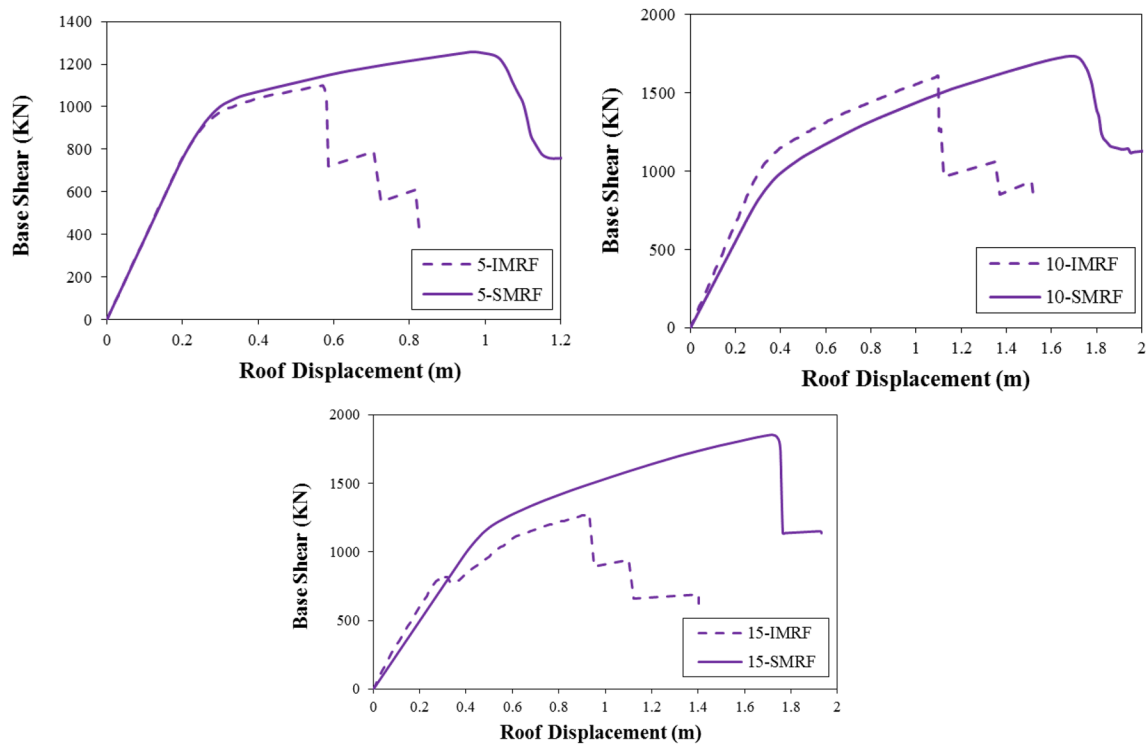 1400
1200
1000
800
600
400
200
0
Base Shear (KN)
5-IMRF
5-SMRF
0 0.2 0.4 0.6 0.8 1 1.2
Roof Displacement (m)
2000
1500
1000
500
0
Base Shear (KN)
10-IMRF
10-SMRF
0 0.2 0.4 0.6 0.8 1 1.2 1.4 1.6 1.8 2
Roof Displacement (m)
2000
1500
1000
500
0
Base Shear (KN)
15-IMRF
15-SMRF
0 0.2 0.4 0.6 0.8 1 1.2 1.4 1.6 1.8 2
Roof Displacement (m)